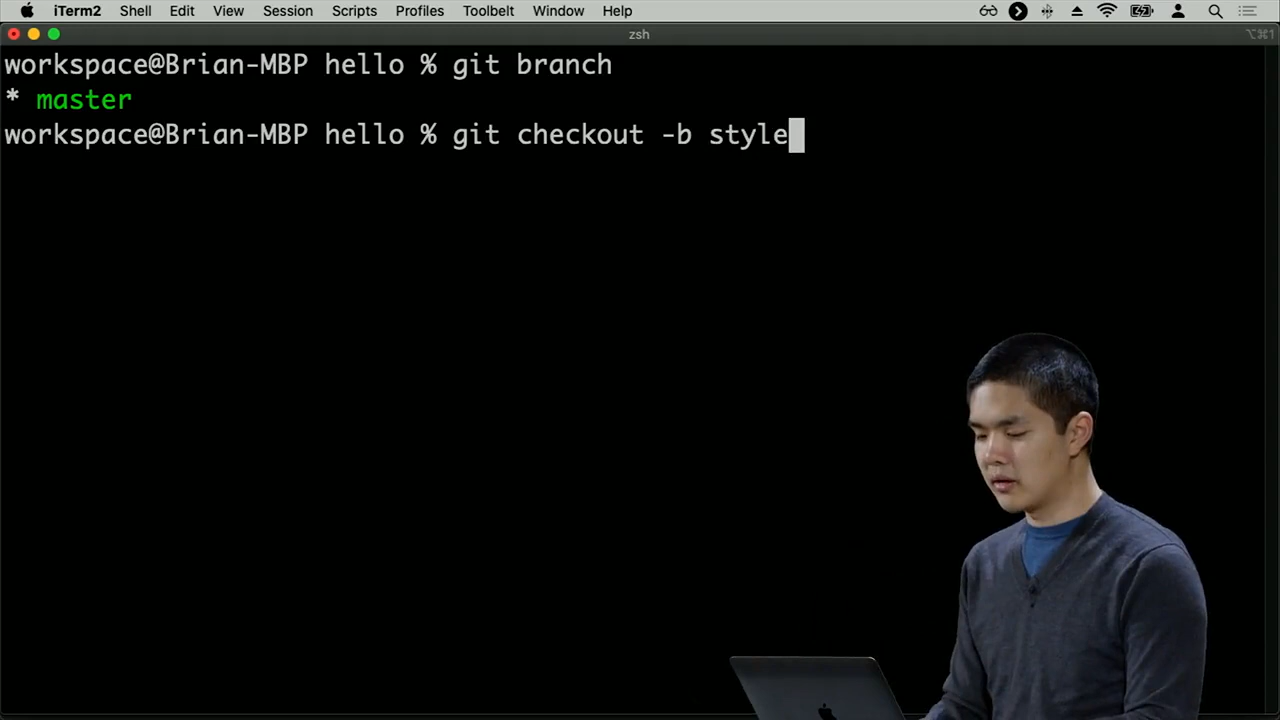 iTerm2 Shell Edit View Session Scripts Profiles Toolbelt Window Help
zsh
⌥⌘1
workspace@Brian-MBP hello % git branch
* master
workspace@Brian-MBP hello % git checkout -b style